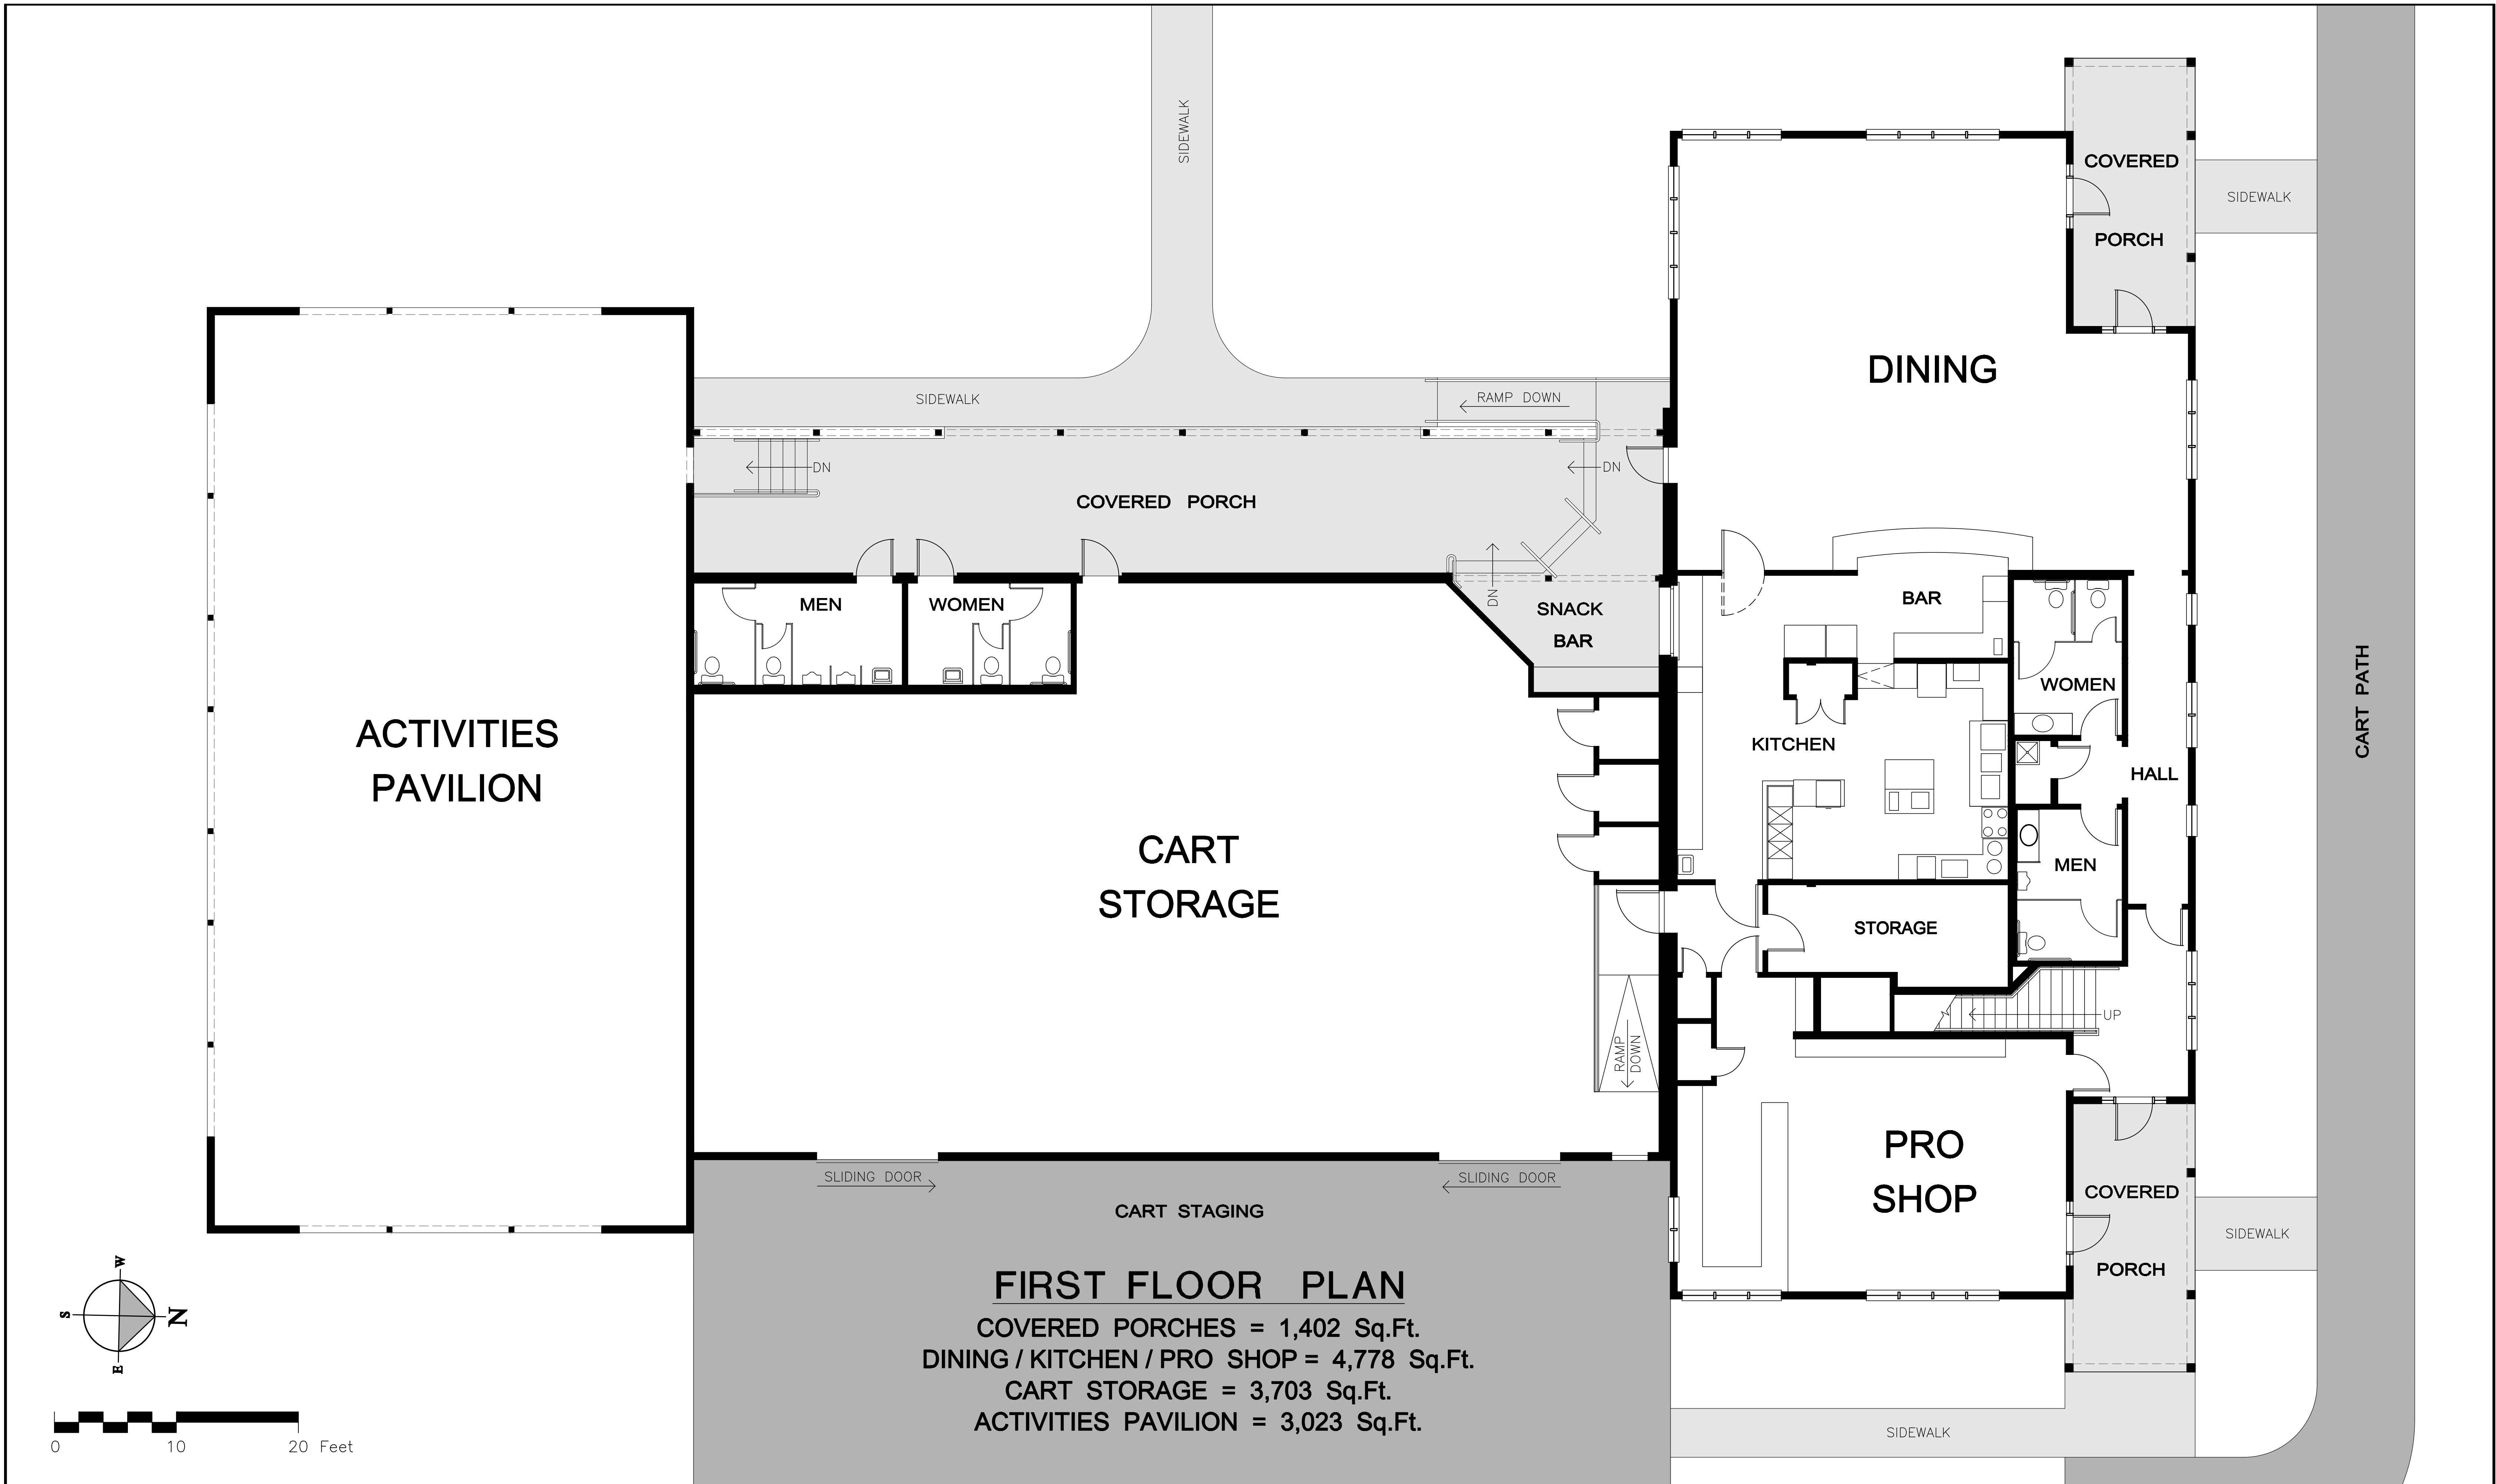 SIDEWALK
COVERED
PORCH
SIDEWALK
DINING
SIDEWALK
RAMP DOWN
DN
DN
COVERED PORCH
DN
MEN
WOMEN
SNACK
BAR
BAR
WOMEN
CART PATH
ACTIVITIES
PAVILION
KITCHEN
HALL
CART
STORAGE
MEN
STORAGE
UP
RAMP
DOWN
PRO
SHOP
SLIDING DOOR
SLIDING DOOR
CART STAGING
COVERED
PORCH
SIDEWALK
W
S
N
E
FIRST FLOOR PLAN
COVERED PORCHES = 1,402 Sq.Ft.
DINING / KITCHEN / PRO SHOP = 4,778 Sq.Ft.
CART STORAGE = 3,703 Sq.Ft.
ACTIVITIES PAVILION = 3,023 Sq.Ft.
0 10 20 Feet
SIDEWALK